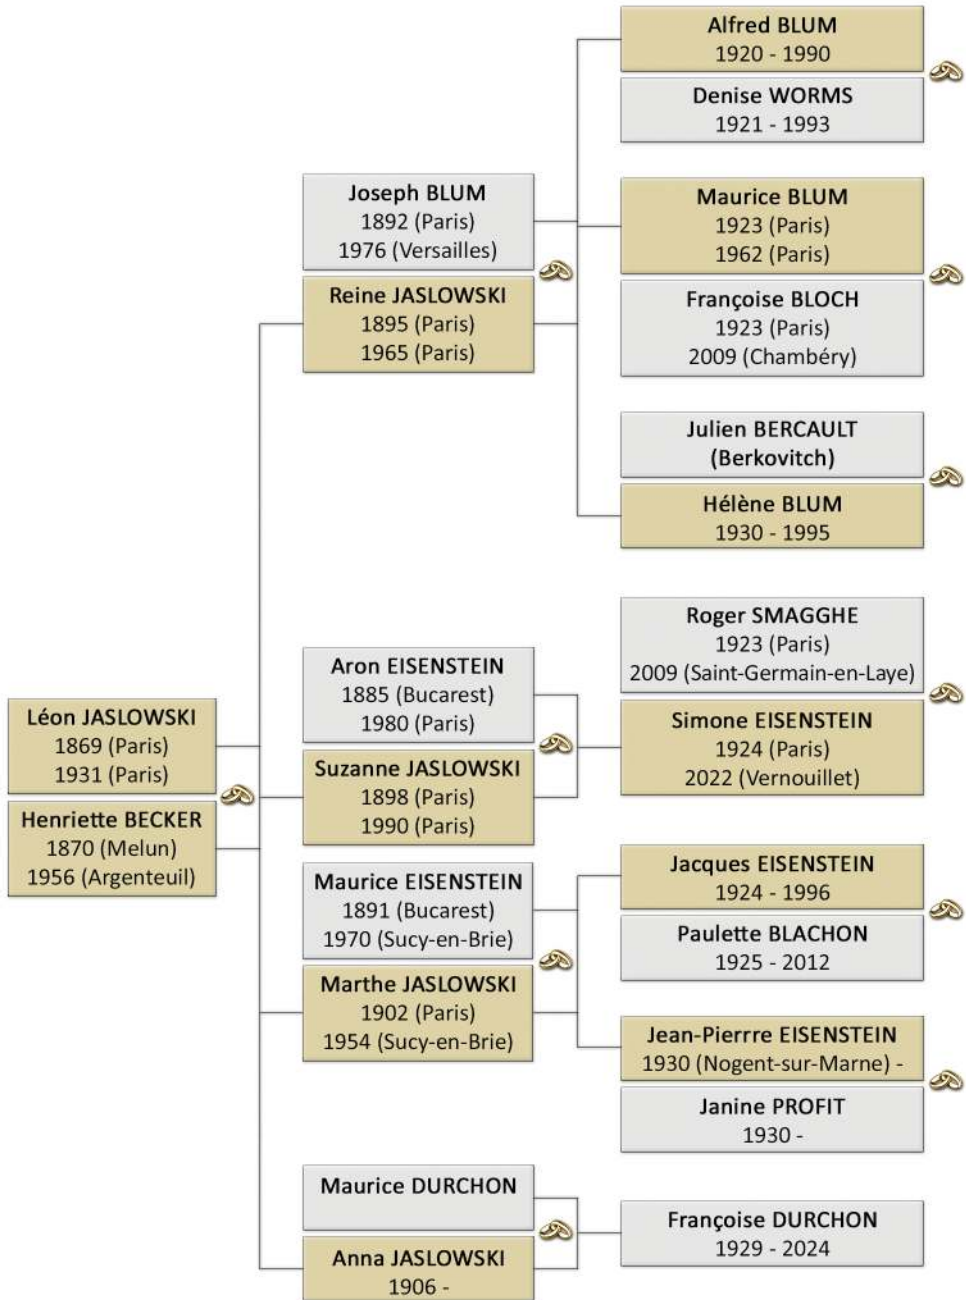 Léon JASLOWSKI
1869 (Paris)
1931 (Paris)
Henriette BECKER
1870 (Melun)
1956 (Argenteuil)
Joseph BLUM
1892 (Paris)
1976 (Versailles)
Reine JASLOWSKI
1895 (Paris)
1965 (Paris)
Aron EISENSTEIN
1885 (Bucarest)
1980 (Paris)
Suzanne JASLOWSKI
1898 (Paris)
1990 (Paris)
Maurice EISENSTEIN
1891 (Bucarest)
1970 (Sucy-en-Brie)
Marthe JASLOWSKI
1902 (Paris)
1954 (Sucy-en-Brie)
Maurice DURCHON
Anna JASLOWSKI
1906 -
Alfred BLUM
1920 - 1990
Denise WORMS
1921 - 1993
Maurice BLUM
1923 (Paris)
1962 (Paris)
Françoise BLOCH
1923 (Paris)
2009 (Chambéry)
Julien BERCAULT
(Berkovitch)
Hélène BLUM
1930 - 1995
Roger SMAGGHE
1923 (Paris)
2009 (Saint-Germain-en-Laye)
Simone EISENSTEIN
1924 (Paris)
2022 (Vernouillet)
Jacques EISENSTEIN
1924 - 1996
Paulette BLACHON
1925 - 2012
Jean-Pierrre EISENSTEIN
1930 (Nogent-sur-Marne) -
Janine PROFIT
1930 -
Françoise DURCHON
1929 - 2024